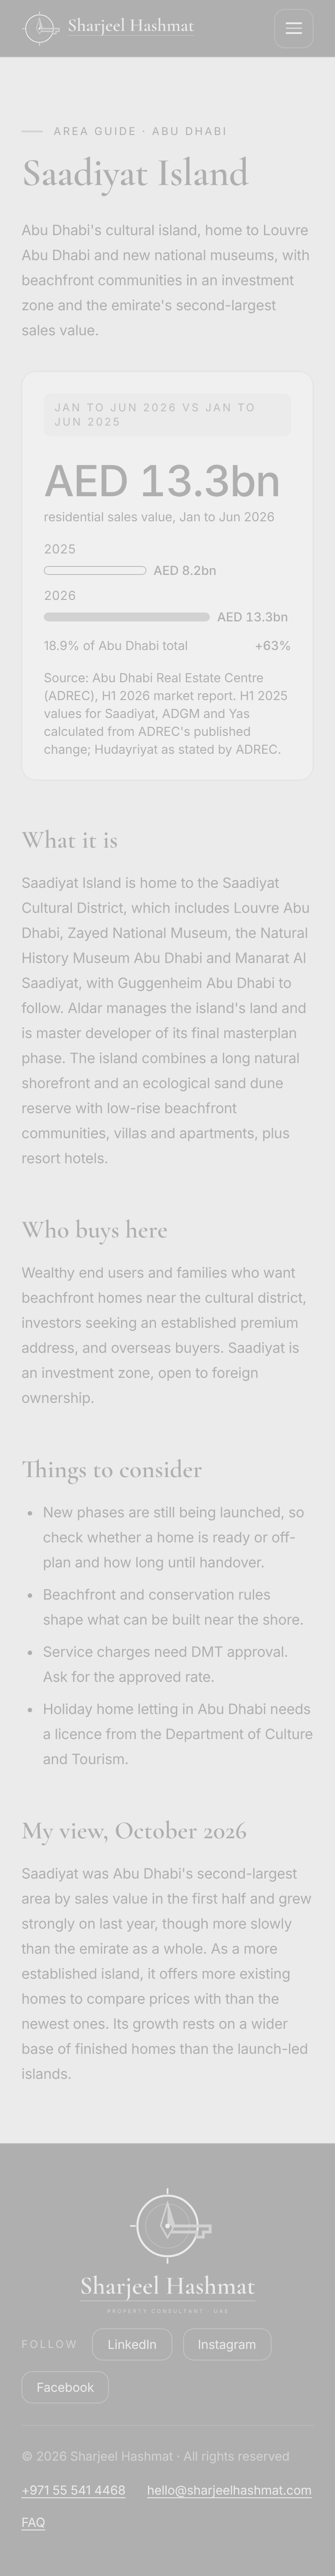 Sharjeel Hashmat
AREA GUIDE · ABU DHABI
Saadiyat Island
Abu Dhabi's cultural island, home to Louvre
Abu Dhabi and new national museums, with
beachfront communities in an investment
zone and the emirate's second-largest
sales value.
JAN TO JUN 2026 VS JAN TO
JUN 2025
AED 13.3bn
residential sales value, Jan to Jun 2026
2025
AED 8.2bn
2026
AED 13.3bn
18.9% of Abu Dhabi total +63%
Source: Abu Dhabi Real Estate Centre
(ADREC), H1 2026 market report. H1 2025
values for Saadiyat, ADGM and Yas
calculated from ADREC's published
change; Hudayriyat as stated by ADREC.
What it is
Saadiyat Island is home to the Saadiyat
Cultural District, which includes Louvre Abu
Dhabi, Zayed National Museum, the Natural
History Museum Abu Dhabi and Manarat Al
Saadiyat, with Guggenheim Abu Dhabi to
follow. Aldar manages the island's land and
is master developer of its final masterplan
phase. The island combines a long natural
shorefront and an ecological sand dune
reserve with low-rise beachfront
communities, villas and apartments, plus
resort hotels.
Who buys here
Wealthy end users and families who want
beachfront homes near the cultural district,
investors seeking an established premium
address, and overseas buyers. Saadiyat is
an investment zone, open to foreign
ownership.
Things to consider
• New phases are still being launched, so
check whether a home is ready or off-
plan and how long until handover.
• Beachfront and conservation rules
shape what can be built near the shore.
• Service charges need DMT approval.
Ask for the approved rate.
• Holiday home letting in Abu Dhabi needs
a licence from the Department of Culture
and Tourism.
My view, October 2026
Saadiyat was Abu Dhabi's second-largest
area by sales value in the first half and grew
strongly on last year, though more slowly
than the emirate as a whole. As a more
established island, it offers more existing
homes to compare prices with than the
newest ones. Its growth rests on a wider
base of finished homes than the launch-led
islands.
Sharjeel Hashmat
PROPERTY CONSULTANT · UAE
FOLLOW LinkedIn Instagram
Facebook
© 2026 Sharjeel Hashmat · All rights reserved
+971 55 541 4468 hello@sharjeelhashmat.com
FAQ